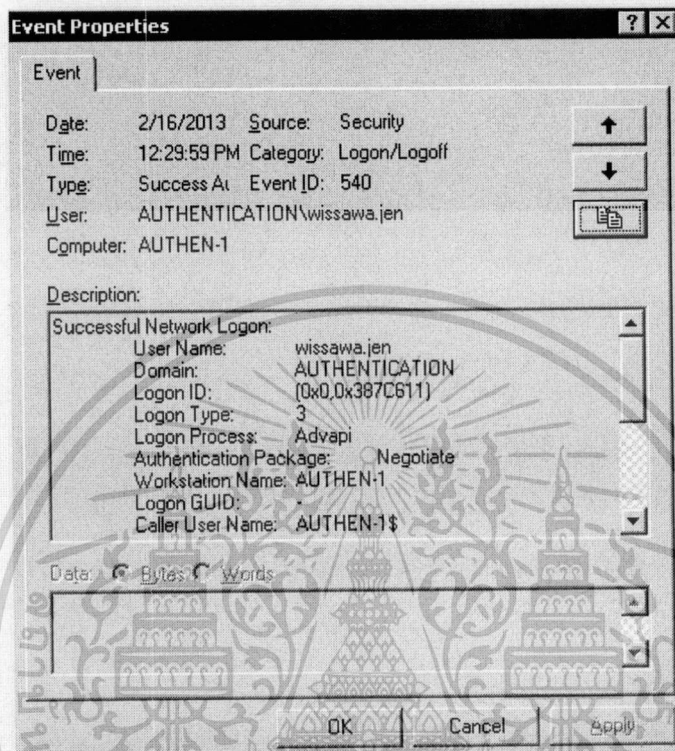 Event Properties
Event
Date: 2/16/2013 Source: Security
Time: 12:29:59 PM Category: Logon/Logoff
Type: Success Au Event ID: 540
User: AUTHENTICATION\wissawa.jen
Computer: AUTHEN-1
Description:
Successful Network Logon:
User Name: wissawa.jen
Domain: AUTHENTICATION
Logon ID: (0x0,0x387C611)
Logon Type: 3
Logon Process: Advapi
Authentication Package: Negotiate
Workstation Name: AUTHEN-1
Logon GUID: -
Caller User Name: AUTHEN-1$
Data: Bytes Words
OK Cancel Apply